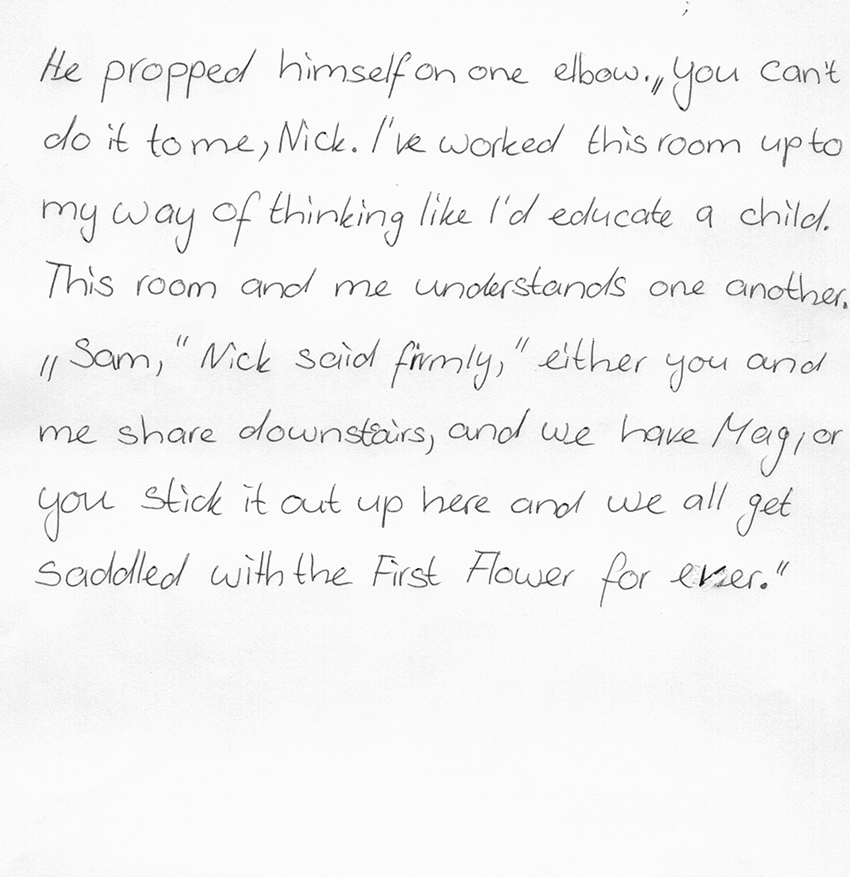 He propped himself on one elbow. „You can't
do it to me, Nick. I've worked this room up to
my way of thinking like I'd educate a child.
This room and me understands one another.
„Sam," Nick said firmly," either you and
me share downstairs, and we have Mag, or
you stick it out up here and we all get
saddled with the First Flower for ever."